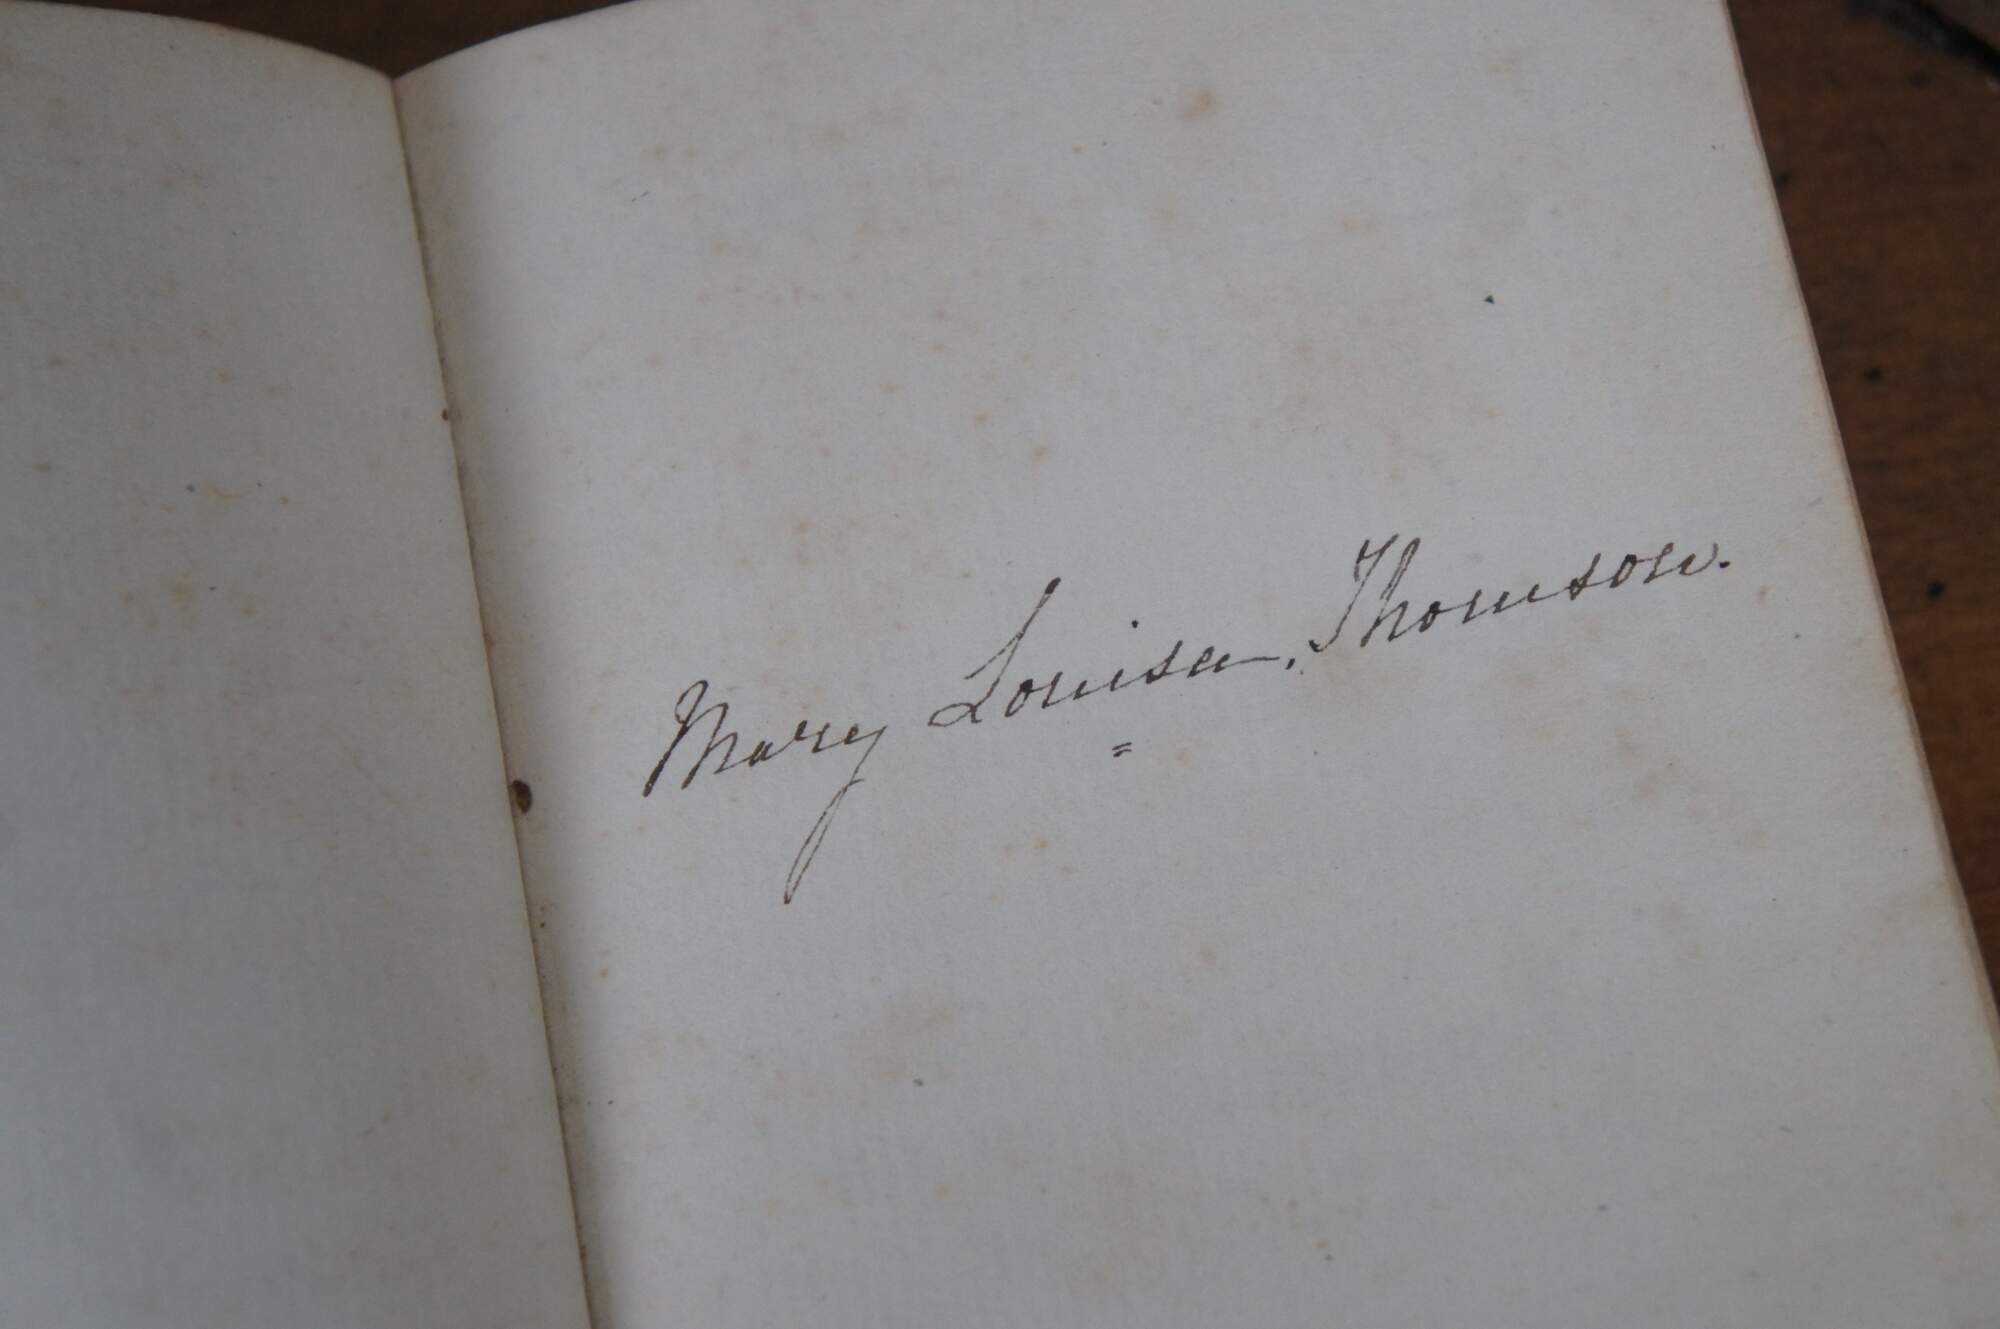 Mary Louisa, Thomson.
=